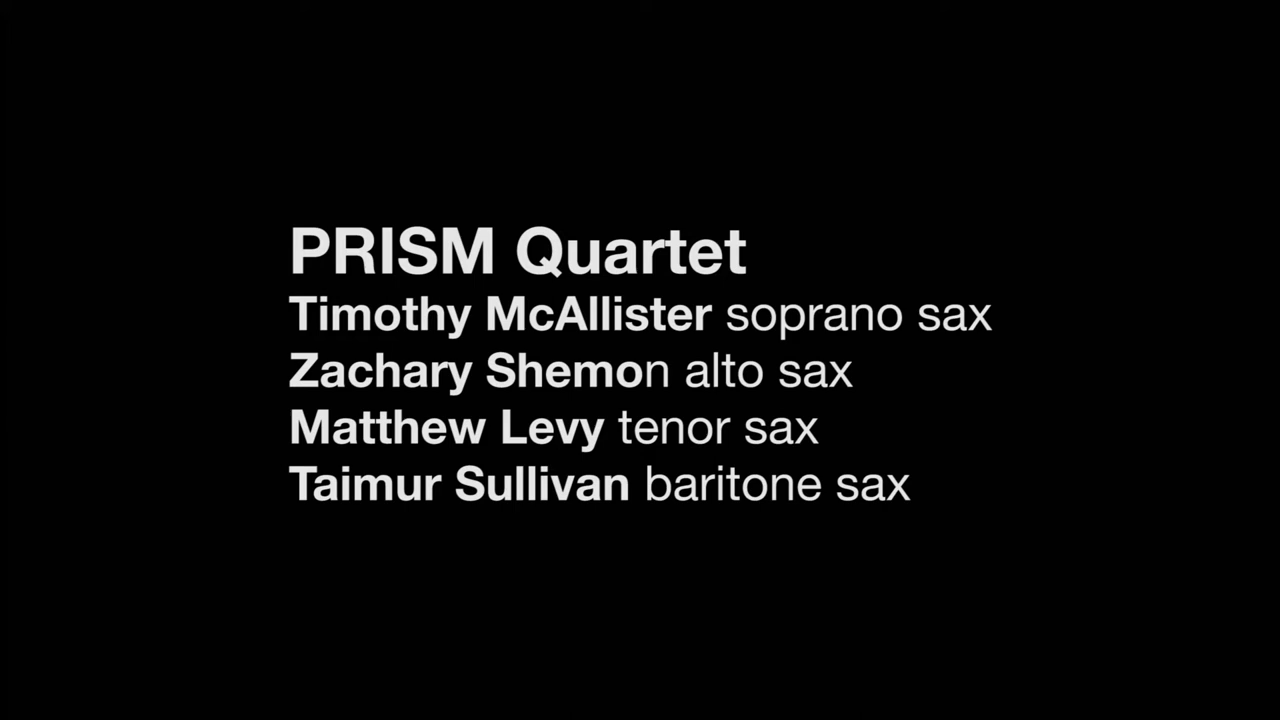 PRISM Quartet
Timothy McAllister soprano sax
Zachary Shemon alto sax
Matthew Levy tenor sax
Taimur Sullivan baritone sax